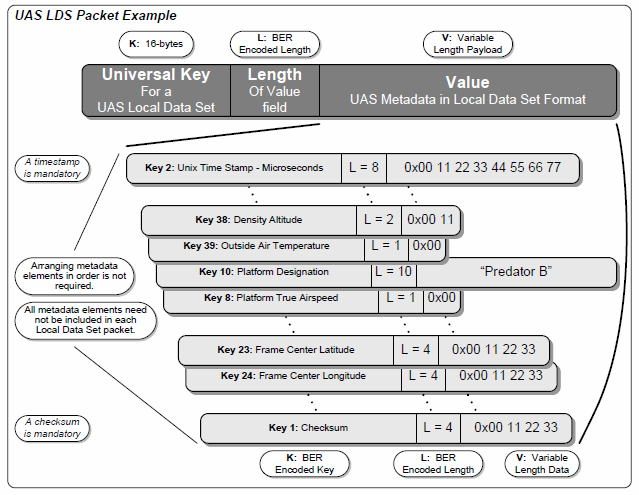 UAS LDS Packet Example
K: 16-bytes
L: BER
Encoded Length
V: Variable
Length Payload
Universal Key
For a
UAS Local Data Set
Length
Of Value
field
Value
UAS Metadata in Local Data Set Format
A timestamp
is mandatory
Key 2: Unix Time Stamp - Microseconds
L = 8
0x00 11 22 33 44 55 66 77
Key 38: Density Altitude
L = 2
0x00 11
Key 39: Outside Air Temperature
L = 1
0x00
Arranging metadata
elements in order is not
required.
Key 10: Platform Designation
L = 10
“Predator B”
Key 8: Platform True Airspeed
L = 1
0x00
All metadata elements need
not be included in each
Local Data Set packet.
Key 23: Frame Center Latitude
L = 4
0x00 11 22 33
Key 24: Frame Center Longitude
L = 4
0x00 11 22 33
A checksum
is mandatory
Key 1: Checksum
L = 4
0x00 11 22 33
K: BER
Encoded Key
L: BER
Encoded Length
V: Variable
Length Data